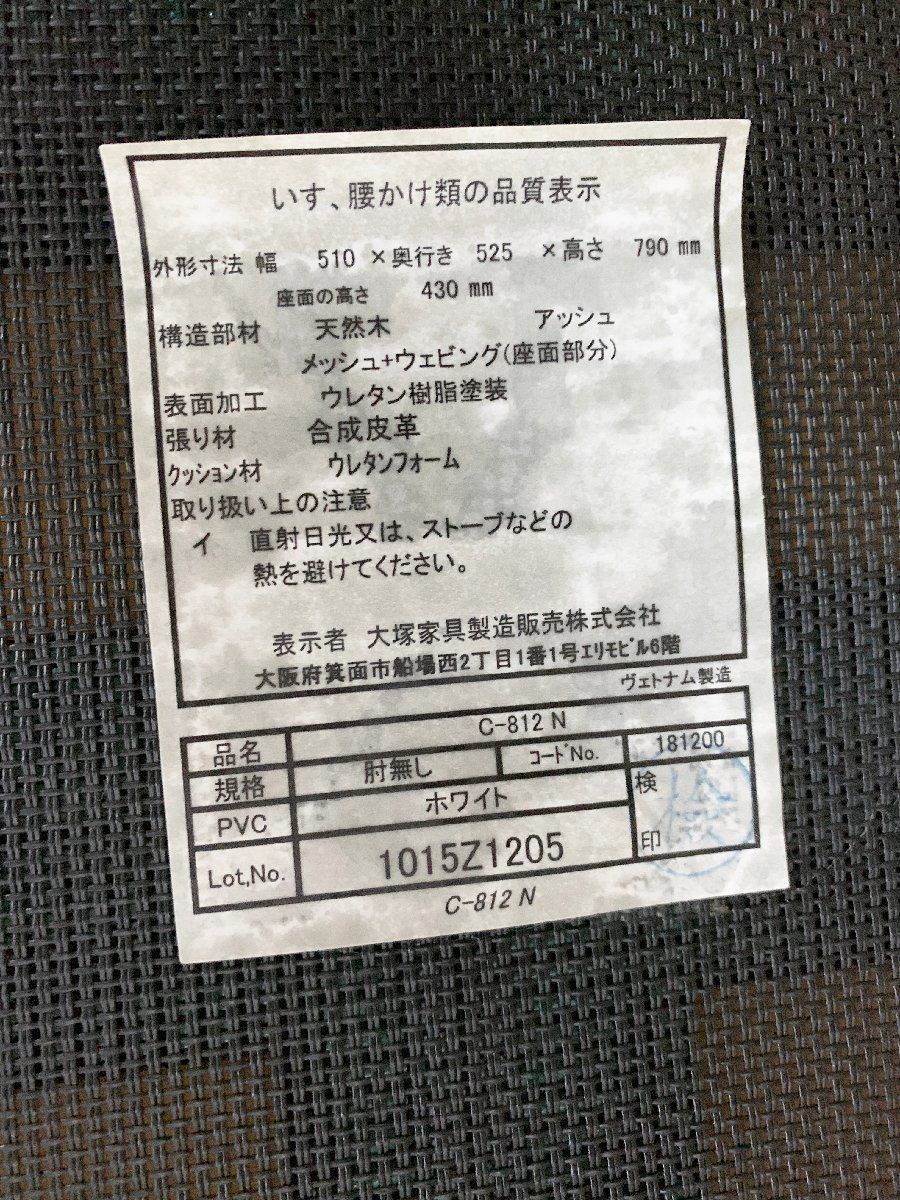 いす、腰かけ類の品質表示
外形寸法 幅 510 ×奥行き 525 ×高さ 790 mm
座面の高さ 430 mm
構造部材 天然木 アッシュ
メッシュ+ウェビング(座面部分)
表面加工 ウレタン樹脂塗装
張り材 合成皮革
クッション材 ウレタンフォーム
取り扱い上の注意
イ 直射日光又は、ストーブなどの
熱を避けてください。
表示者 大塚家具製造販売株式会社
大阪府箕面市船場西2丁目1番1号エリモビル6階
ヴェトナム製造
品名 C-812 N
規格 肘無し コードNo. 181200
PVC ホワイト 検印
Lot,No. 1015Z1205
C-812 N